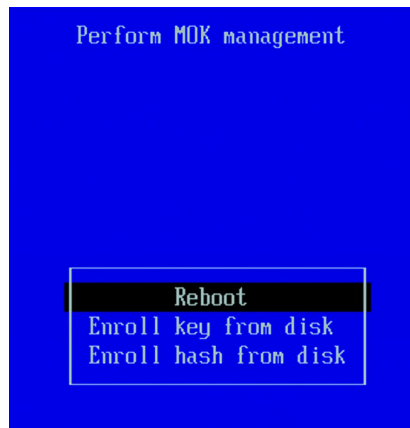 Perform MOK management
Reboot
Enroll key from disk
Enroll hash from disk